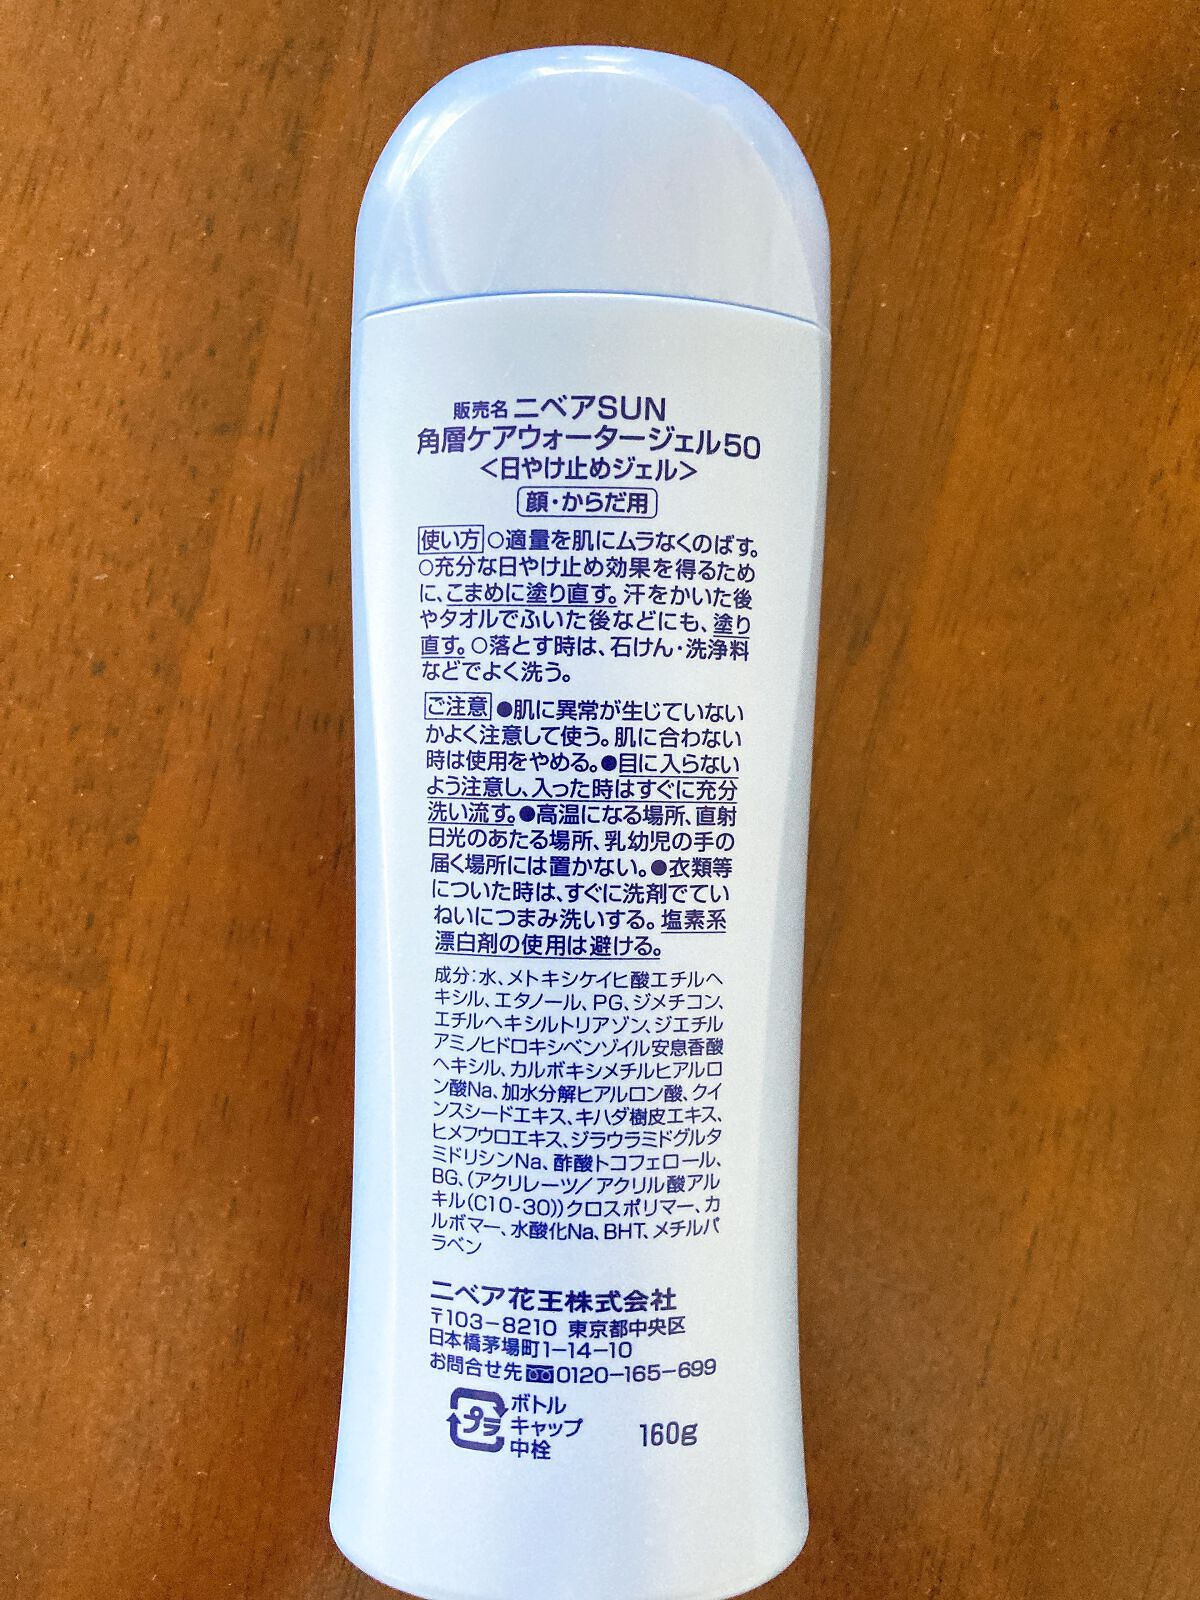 販売名 ニベアSUN
角層ケアウォータージェル50
<日やけ止めジェル>
顔・からだ用
使い方 ○適量を肌にムラなくのばす。
○充分な日やけ止め効果を得るため
に、こまめに塗り直す。汗をかいた後
やタオルでふいた後などにも、塗り
直す。○落とす時は、石けん・洗浄料
などでよく洗う。
ご注意 ●肌に異常が生じていない
かよく注意して使う。肌に合わない
時は使用をやめる。●目に入らない
よう注意し、入った時はすぐに充分
洗い流す。●高温になる場所、直射
日光のあたる場所、乳幼児の手の
届く場所には置かない。●衣類等
についた時は、すぐに洗剤でてい
ねいにつまみ洗いする。塩素系
漂白剤の使用は避ける。
成分：水、メトキシケイヒ酸エチルヘ
キシル、エタノール、PG、ジメチコン、
エチルヘキシルトリアゾン、ジエチル
アミノヒドロキシベンゾイル安息香酸
ヘキシル、カルボキシメチルヒアルロ
ン酸Na、加水分解ヒアルロン酸、クイ
ンスシードエキス、キハダ樹皮エキス、
ヒメフウロエキス、ジラウラミドグルタ
ミドリシンNa、酢酸トコフェロール、
BG、(アクリレーツ/アクリル酸アル
キル(C10-30))クロスポリマー、カ
ルボマー、水酸化Na、BHT、メチルパ
ラベン
ニベア花王株式会社
〒103-8210 東京都中央区
日本橋茅場町1-14-10
お問合せ先 0120-165-699
プラ ボトル
キャップ
中栓
160g